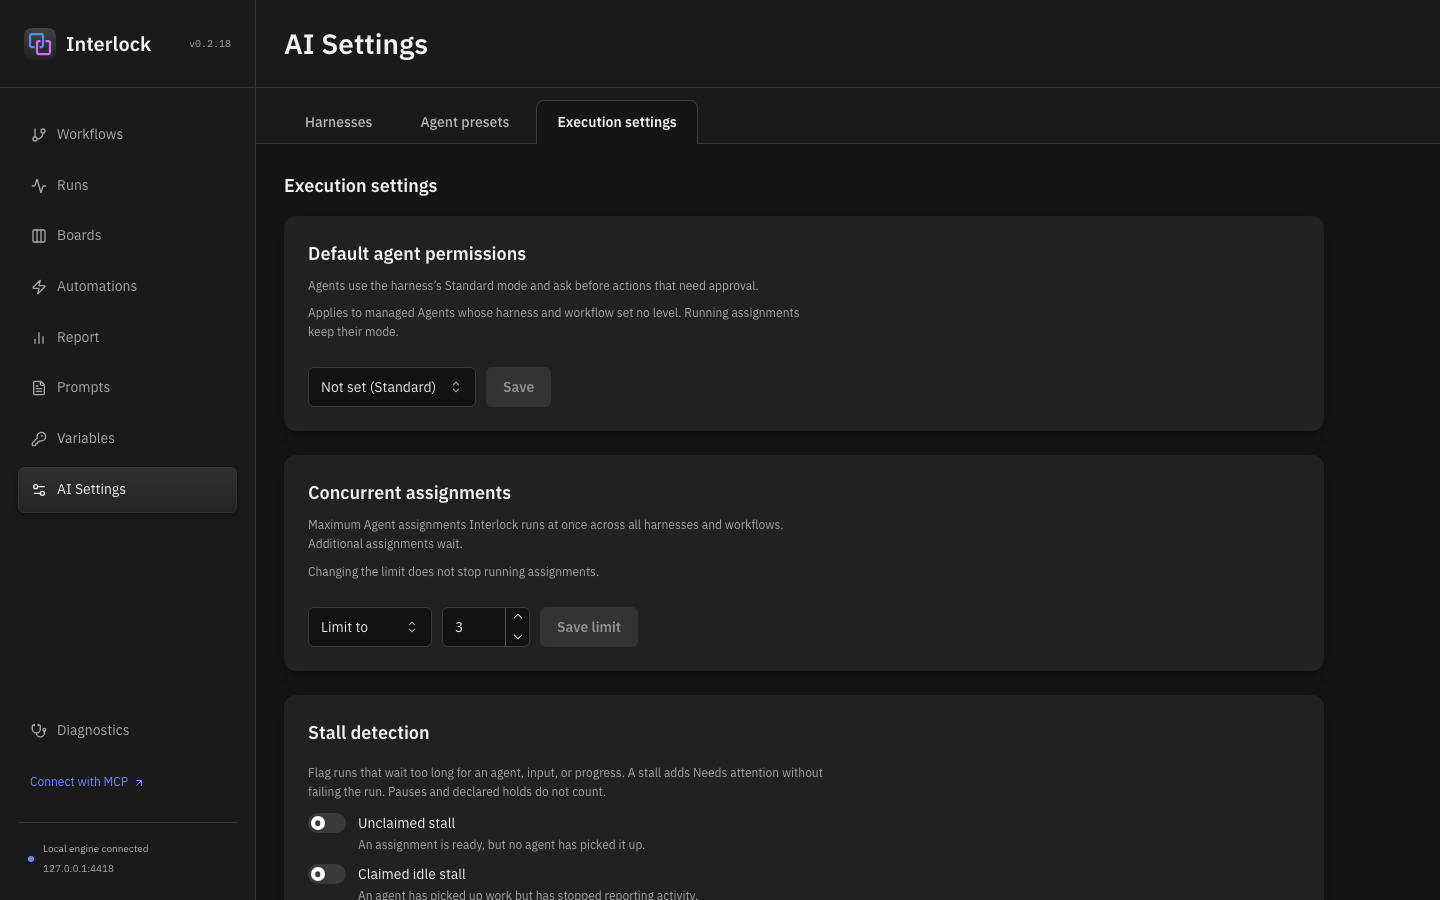 Interlock
v0.2.18
Workflows
Runs
Boards
Automations
Report
Prompts
Variables
AI Settings
Diagnostics
Connect with MCP
Local engine connected
127.0.0.1:4418
AI Settings
Harnesses
Agent presets
Execution settings
Execution settings
Default agent permissions
Agents use the harness’s Standard mode and ask before actions that need approval.
Applies to managed Agents whose harness and workflow set no level. Running assignments
keep their mode.
Not set (Standard)
Save
Concurrent assignments
Maximum Agent assignments Interlock runs at once across all harnesses and workflows.
Additional assignments wait.
Changing the limit does not stop running assignments.
Limit to
3
Save limit
Stall detection
Flag runs that wait too long for an agent, input, or progress. A stall adds Needs attention without
failing the run. Pauses and declared holds do not count.
Unclaimed stall
An assignment is ready, but no agent has picked it up.
Claimed idle stall
An agent has picked up work but has stopped reporting activity.